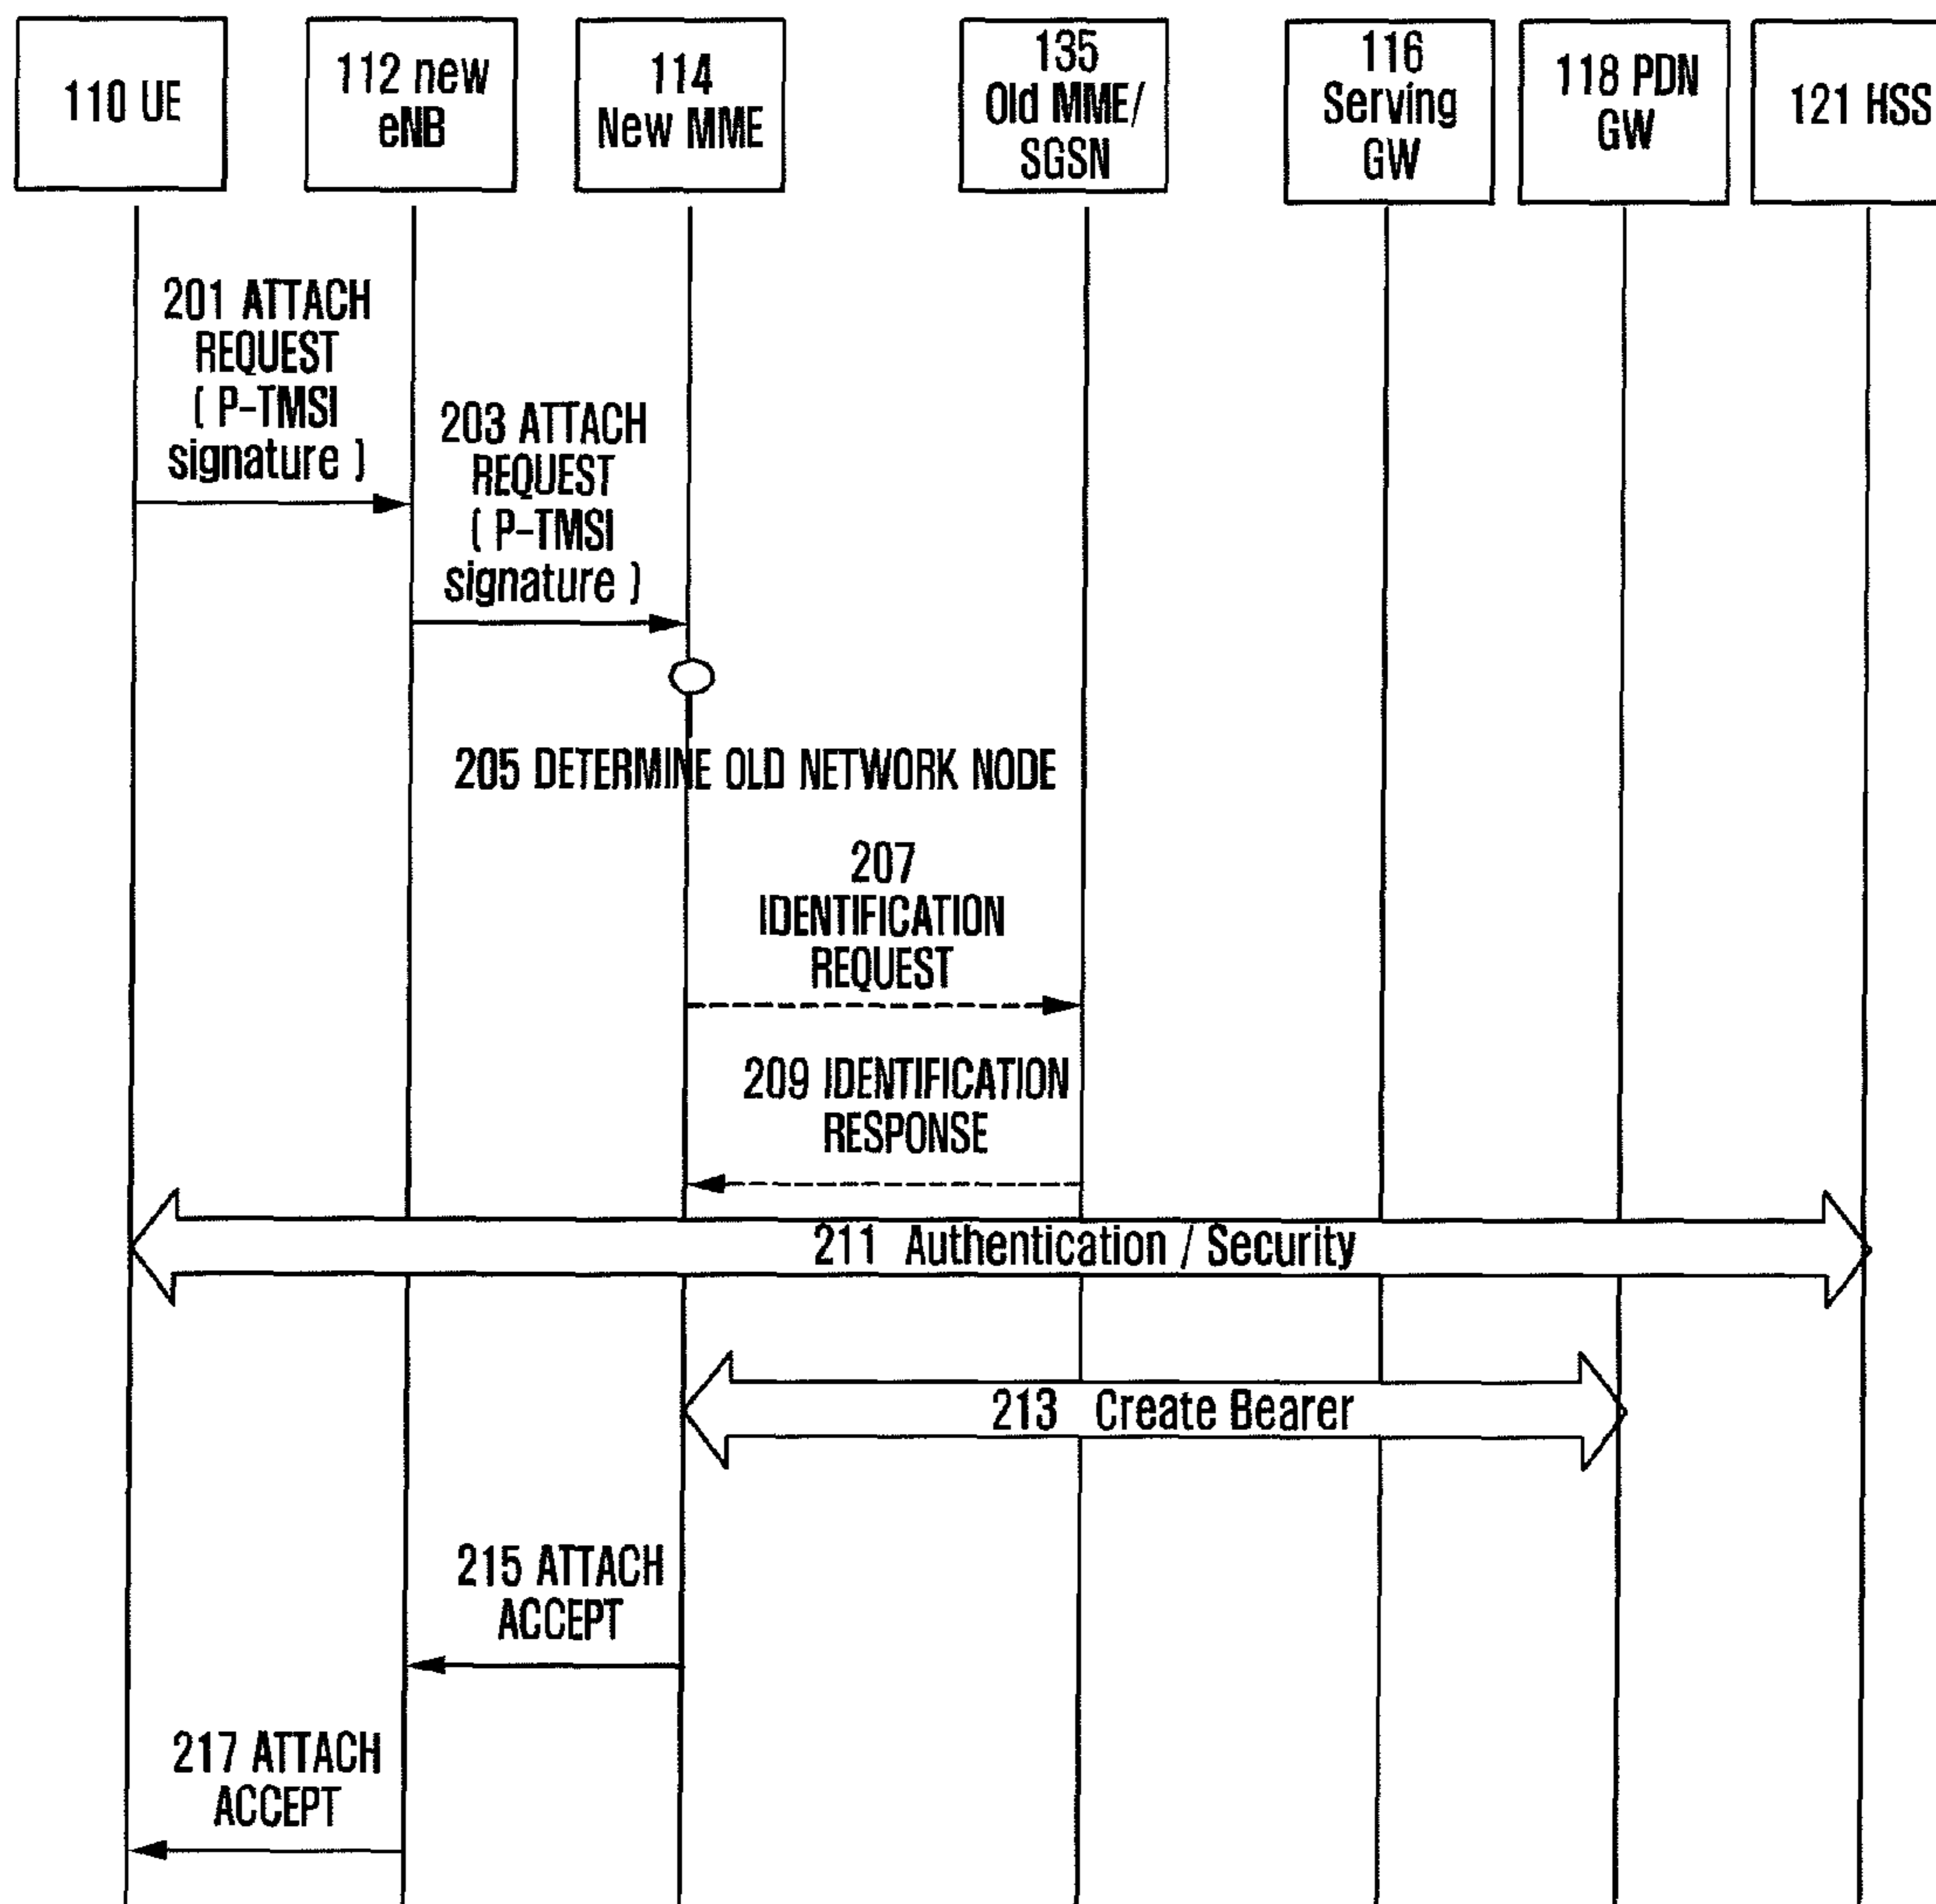 110 UE
112 new
eNB
114
New MME
135
Old MME/
SGSN
116
Serving
GW
118 PDN
GW
121 HSS
201 ATTACH
REQUEST
( P-TMSI
signature )
203 ATTACH
REQUEST
( P-TMSI
signature )
205 DETERMINE OLD NETWORK NODE
207
IDENTIFICATION
REQUEST
209 IDENTIFICATION
RESPONSE
211 Authentication / Security
213 Create Bearer
215 ATTACH
ACCEPT
217 ATTACH
ACCEPT